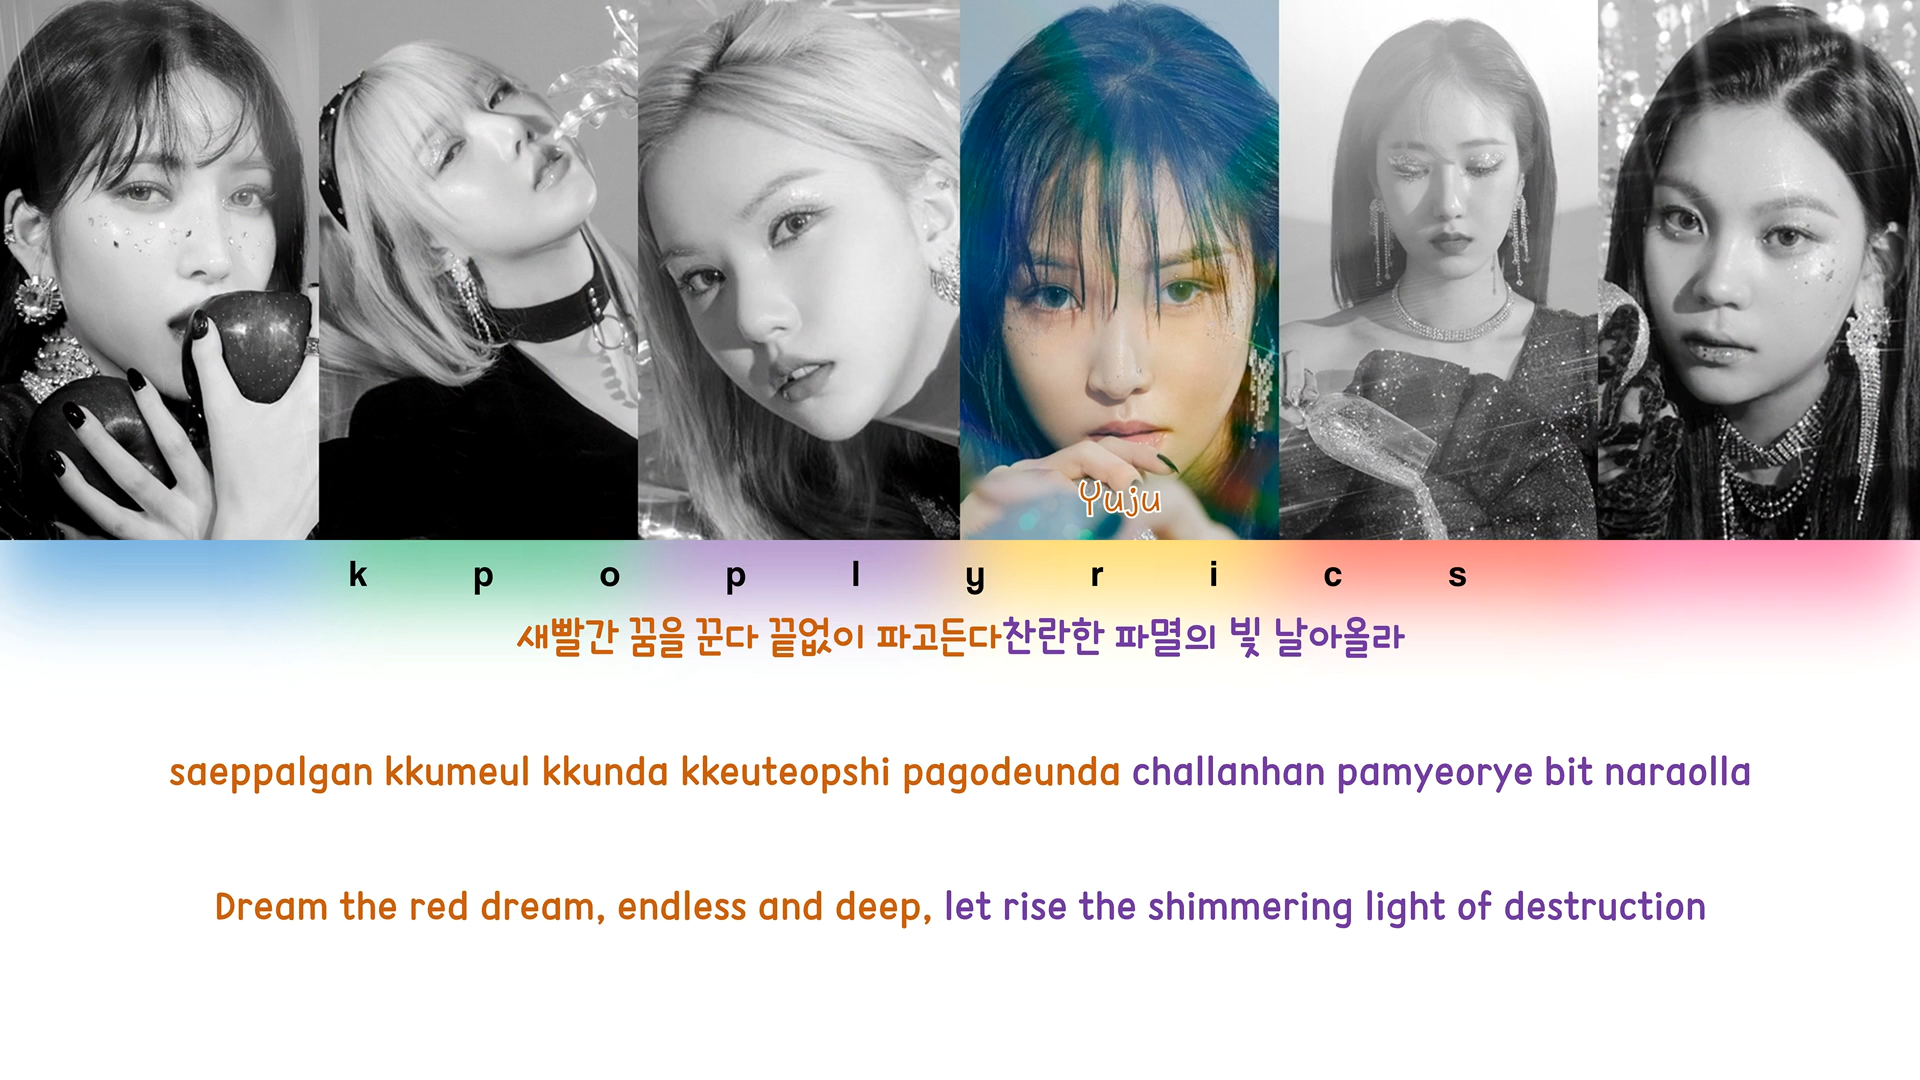 Yuju
k p o p l y r i c s
새빨간 꿈을 꾼다 끝없이 파고든다찬란한 파멸의 빛 날아올라
saeppalgan kkumeul kkunda kkeuteopshi pagodeunda challanhan pamyeorye bit naraolla
Dream the red dream, endless and deep, let rise the shimmering light of destruction